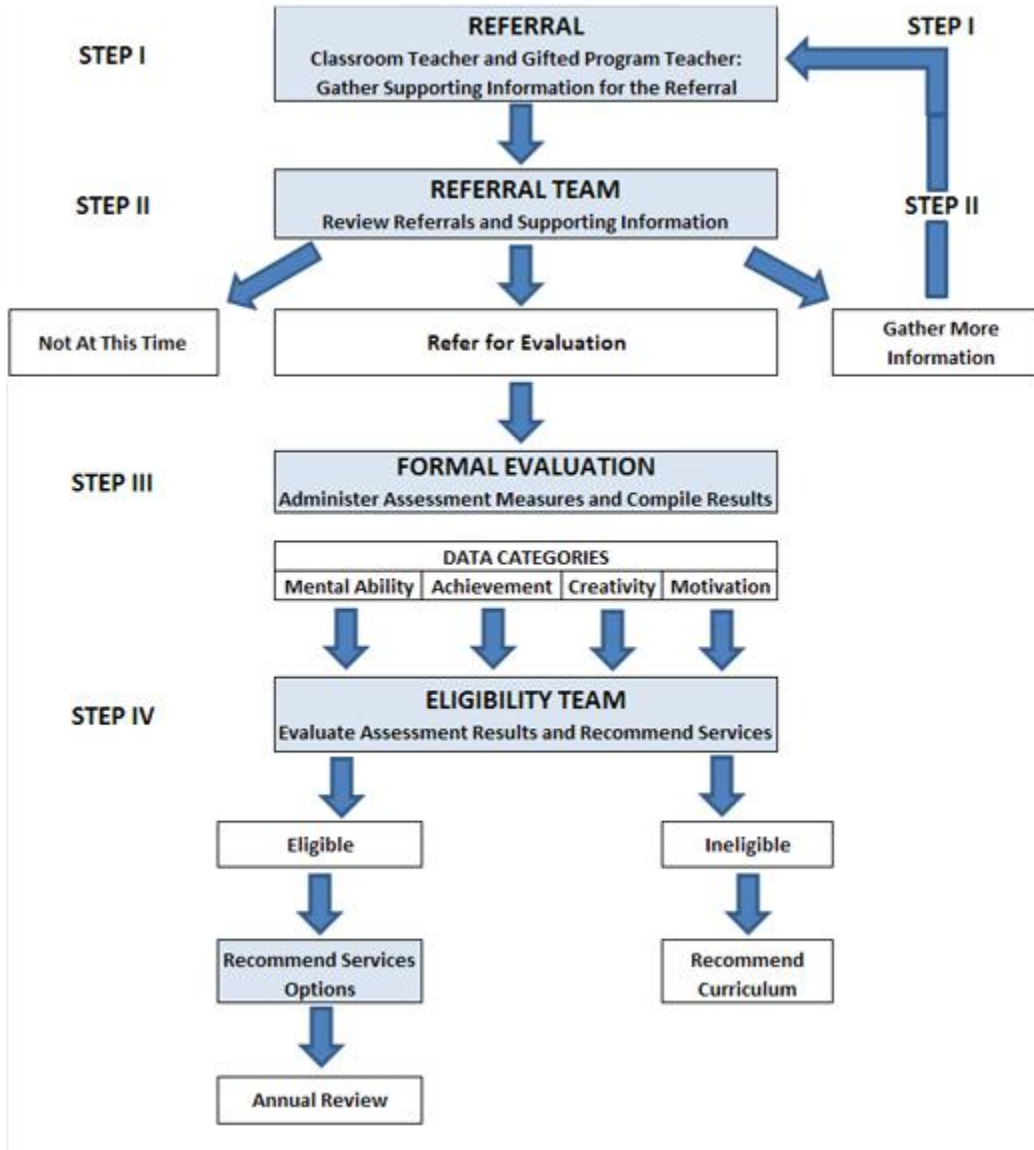 STEP I
REFERRAL
Classroom Teacher and Gifted Program Teacher:
Gather Supporting Information for the Referral
STEP I
STEP II
REFERRAL TEAM
Review Referrals and Supporting Information
STEP II
Not At This Time
Refer for Evaluation
Gather More
Information
STEP III
FORMAL EVALUATION
Administer Assessment Measures and Compile Results
DATA CATEGORIES
Mental Ability
Achievement
Creativity
Motivation
STEP IV
ELIGIBILITY TEAM
Evaluate Assessment Results and Recommend Services
Eligible
Ineligible
Recommend Services
Options
Recommend
Curriculum
Annual Review